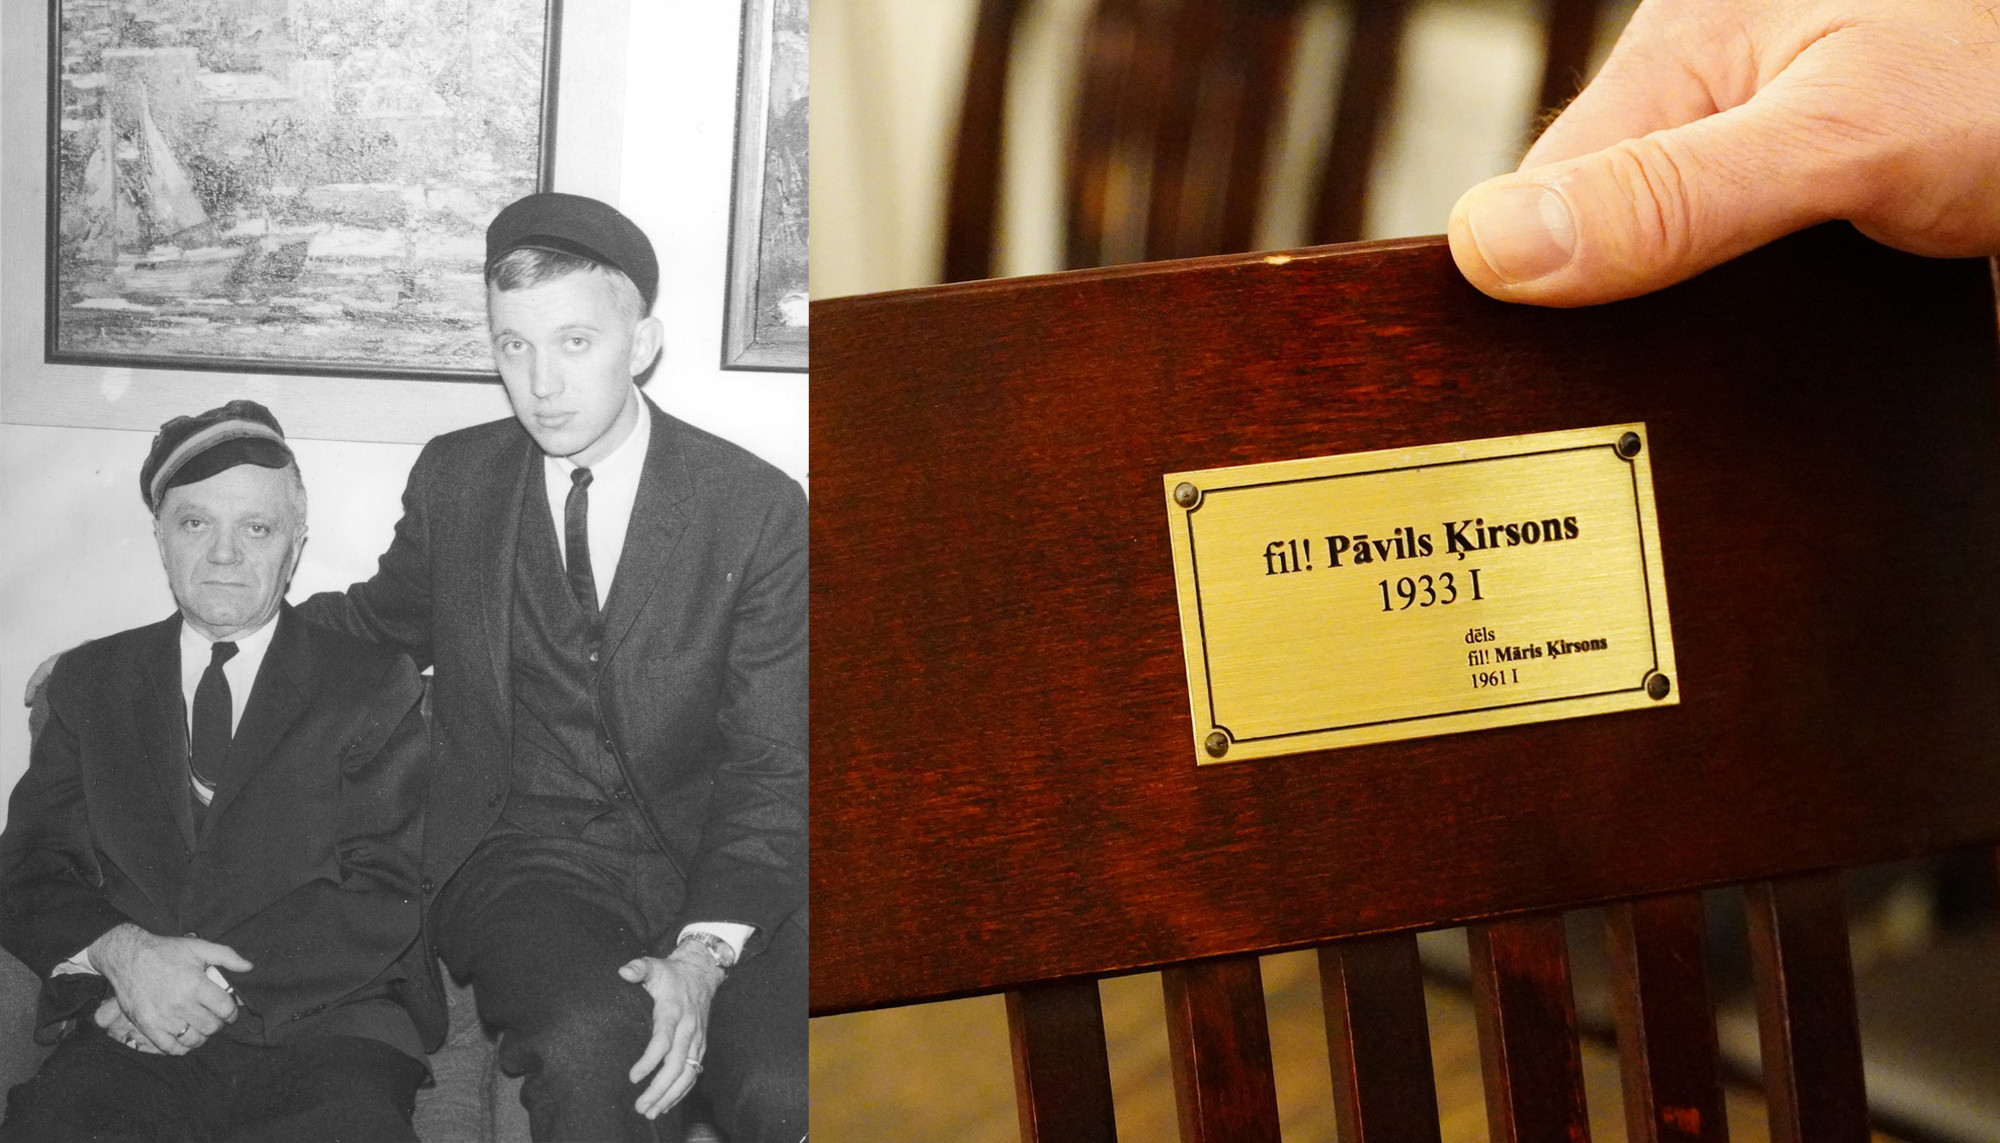 fil! Pāvils Ķirsons
1933 I
dēls
fil! Māris Ķirsons
1961 I